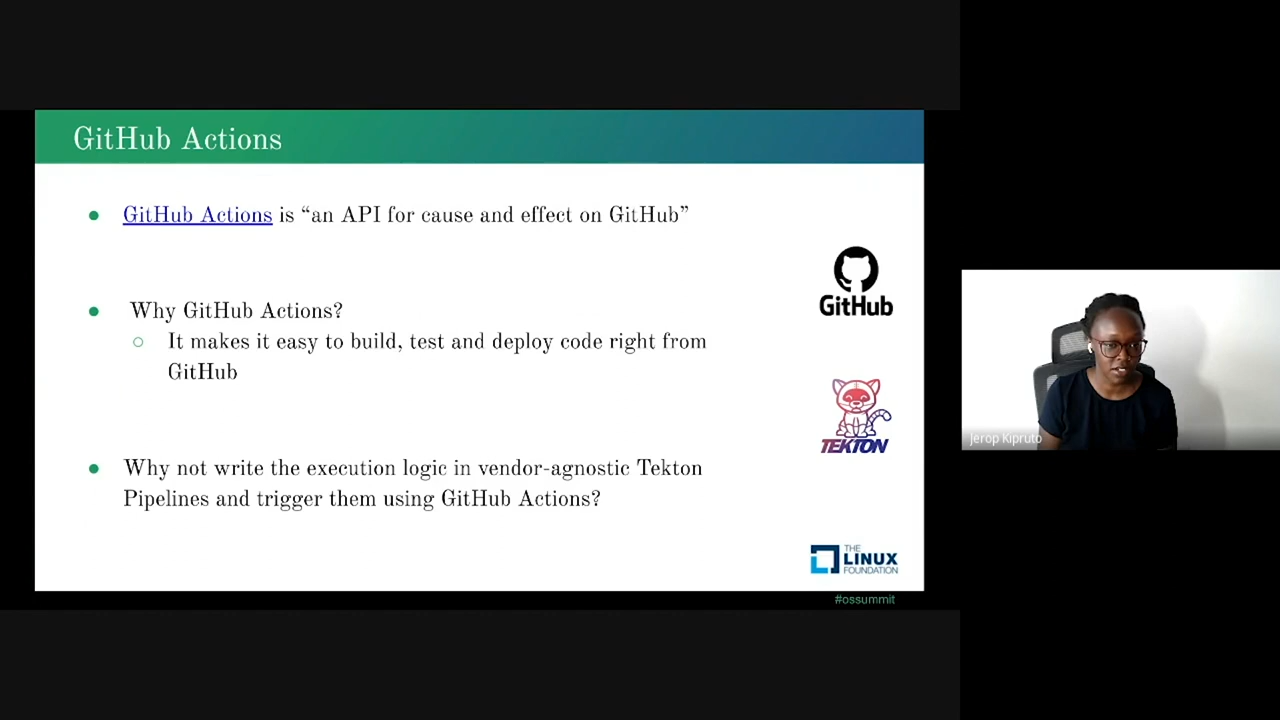 GitHub Actions
GitHub Actions is “an API for cause and effect on GitHub”
Why GitHub Actions?
It makes it easy to build, test and deploy code right from
GitHub
Why not write the execution logic in vendor-agnostic Tekton
Pipelines and trigger them using GitHub Actions?
GitHub
TEKTON
THE
LINUX
FOUNDATION
#ossummit
Jerop Kipruto